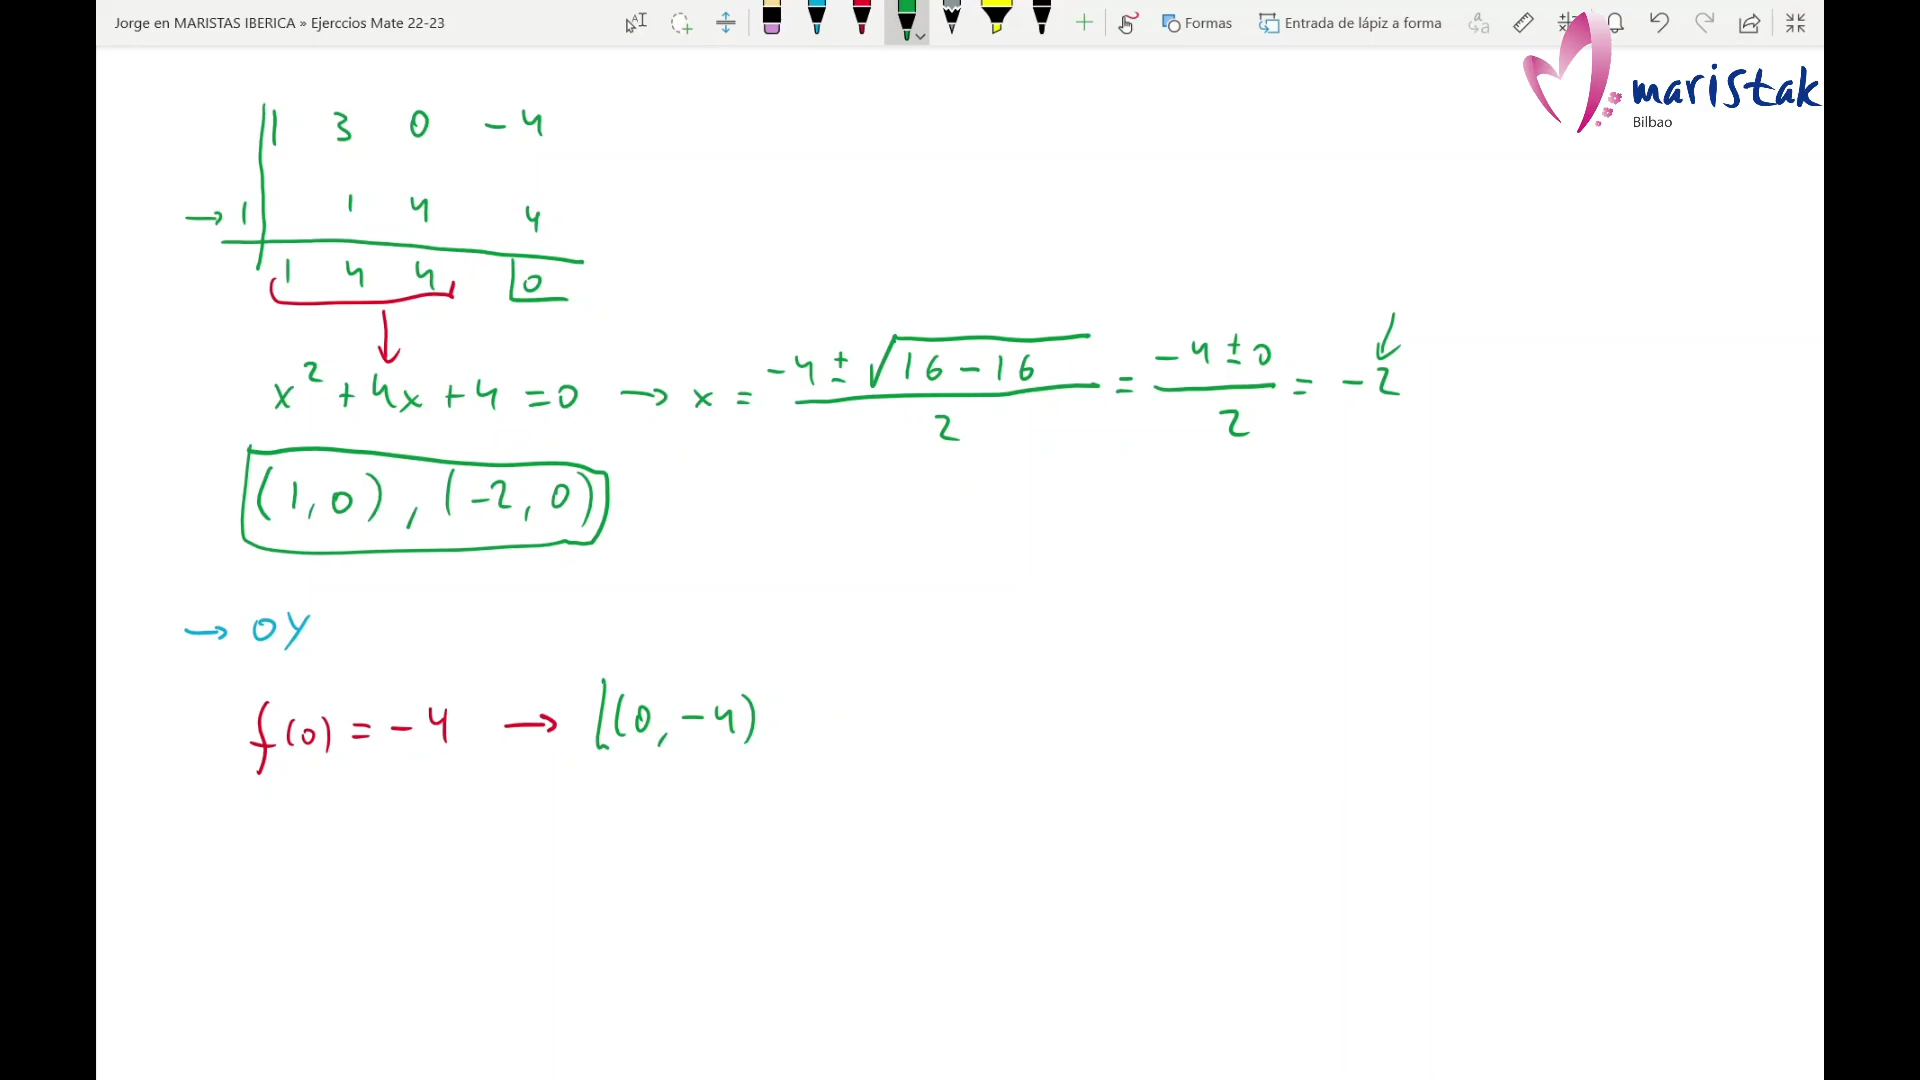 Jorge en MARISTAS IBERICA » Ejerccios Mate 22-23
Formas
Entrada de lápiz a forma
maristak
Bilbao
1 3 0 -4
→ 1 1 4 4
1 4 4 0
x² + 4x + 4 = 0 → x = (-4 ± √(16 - 16))/2 = (-4 ± 0)/2 = -2
(1, 0), (-2, 0)
→ OY
f(0) = -4 → (0, -4)